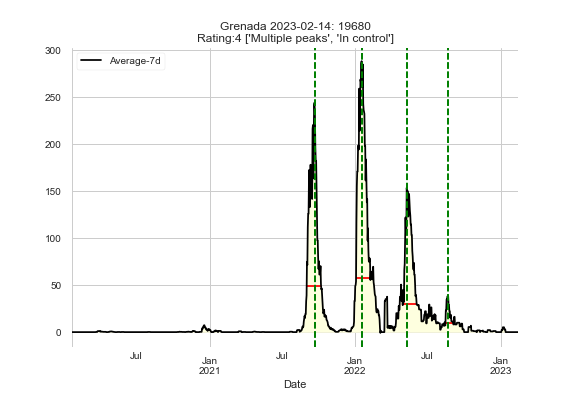 Grenada 2023-02-14: 19680
Rating:4 ['Multiple peaks', 'In control']
300
Average-7d
250
200
150
100
50
0
Jul Jan Jul Jan Jul Jan
2021 2022 2023
Date